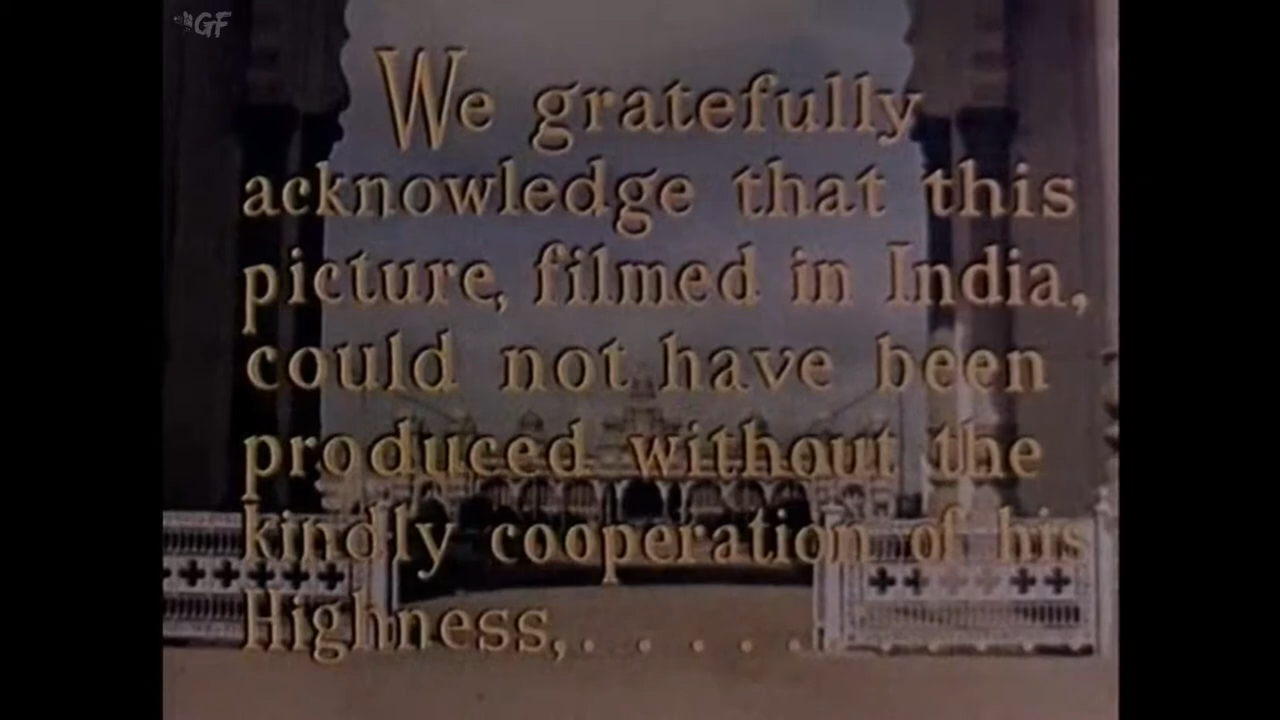 GF
We gratefully
acknowledge that this
picture, filmed in India,
could not have been
produced without the
kindly cooperation of his
Highness,. . . . . . . . . .